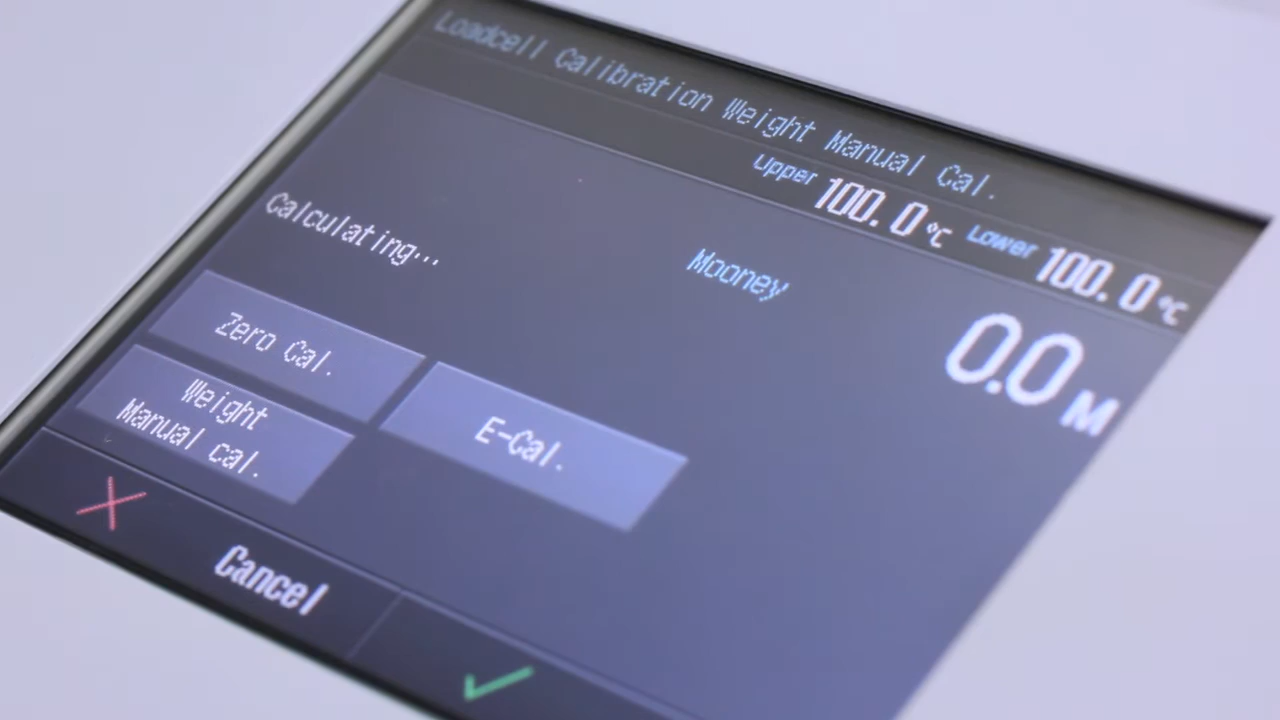 Loadcell Calibration Weight Manual Cal.
Upper 100.0 ℃ Lower 100.0 ℃
Calculating...
Mooney
0.0 M
Zero Cal.
Weight
Manual cal.
E-Cal.
Cancel